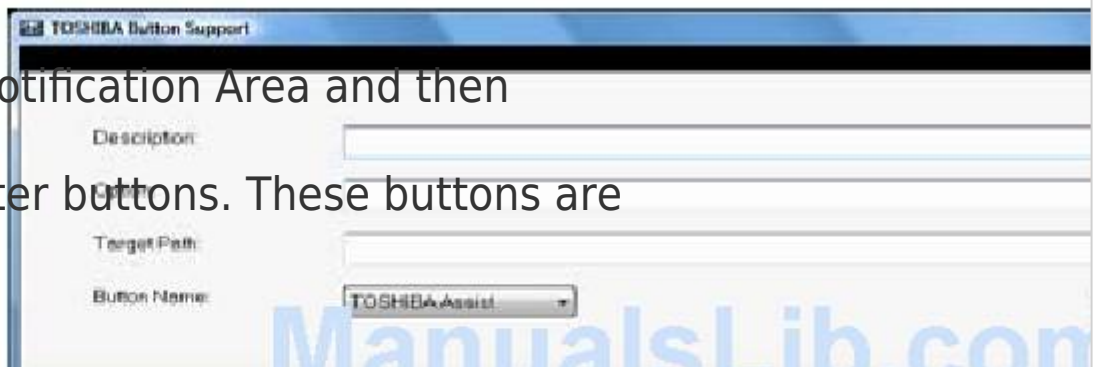 TOSHIBA Button Support
otification Area and then
Description:
ter buttons. These buttons are
Target Path:
Button Name:
TOSHIBA Assist
ManualsLib.com